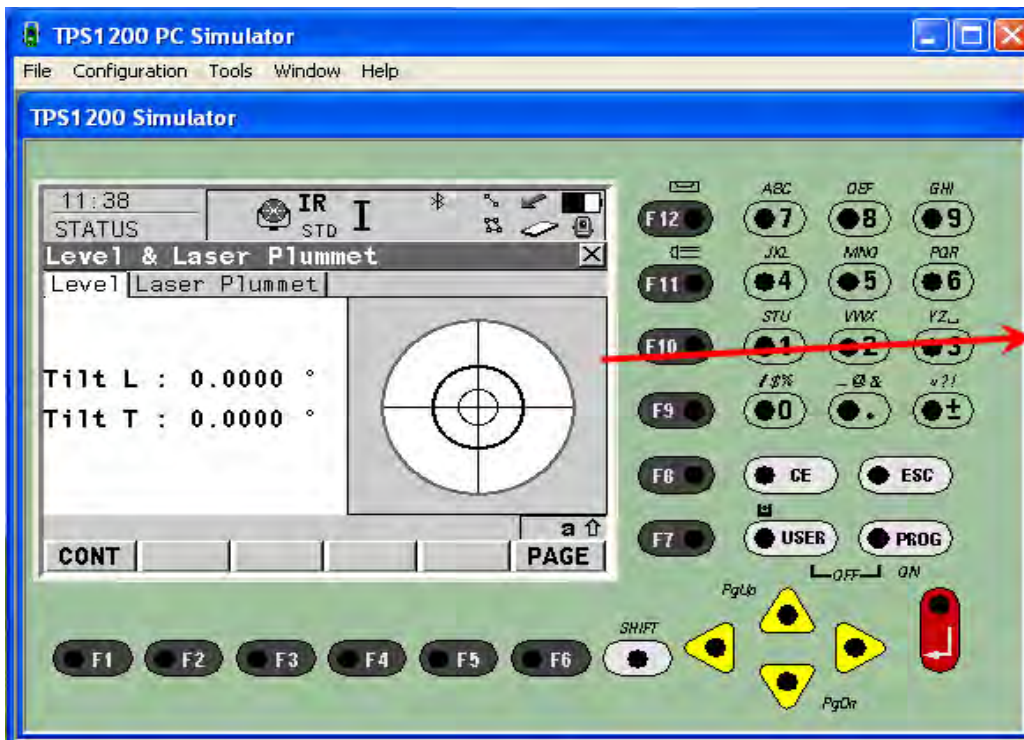 TPS1200 PC Simulator
File Configuration Tools Window Help
TPS1200 Simulator
11:38
STATUS
IR
STD
I
Level & Laser Plummet
Level Laser Plummet
Tilt L : 0.0000 °
Tilt T : 0.0000 °
a
CONT PAGE
F12
ABC DEF GHI
7 8 9
F11
JKL MNO PQR
4 5 6
F10
STU VWX YZ
1 2 3
F9
/$% _@& *?!
0 . ±
F8 CE ESC
F7 USER PROG
OFF ON
PgUp
SHIFT
F1 F2 F3 F4 F5 F6
PgDn